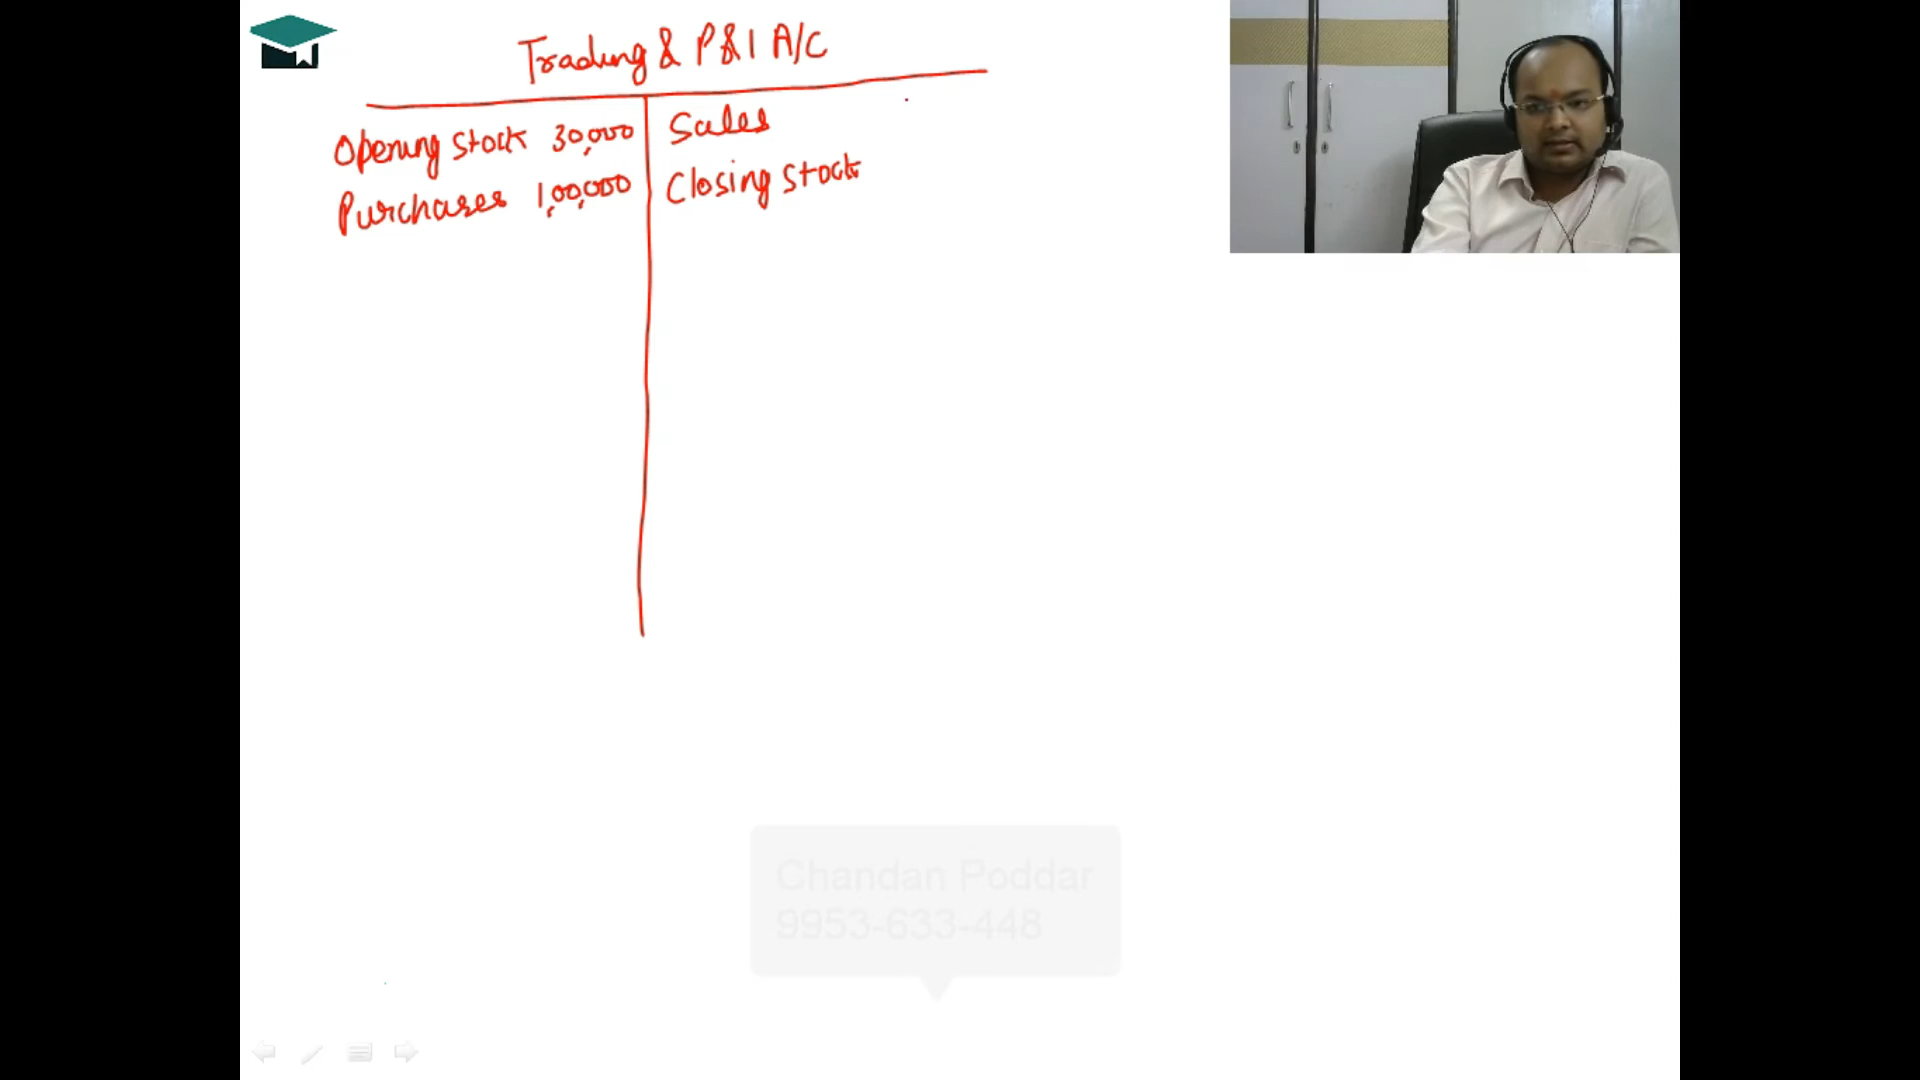 Trading & P&l A/C
Opening stock 30,000
Purchases 1,00,000
Sales
Closing stock
Chandan Poddar
9953-633-448